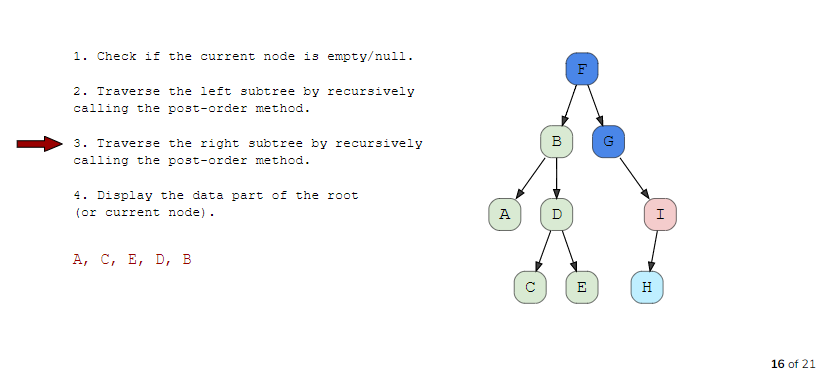 1. Check if the current node is empty/null.
2. Traverse the left subtree by recursively
calling the post-order method.
3. Traverse the right subtree by recursively
calling the post-order method.
4. Display the data part of the root
(or current node).
A, C, E, D, B
F
B G
A D I
C E H
16 of 21